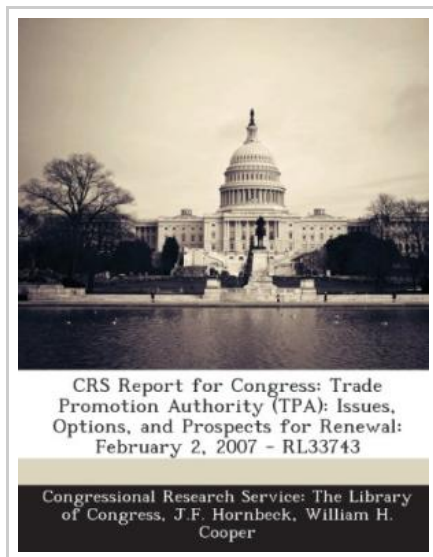 CRS Report for Congress: Trade
Promotion Authority (TPA): Issues,
Options, and Prospects for Renewal:
February 2, 2007 - RL33743
Congressional Research Service: The Library
of Congress, J.F. Hornbeck, William H.
Cooper